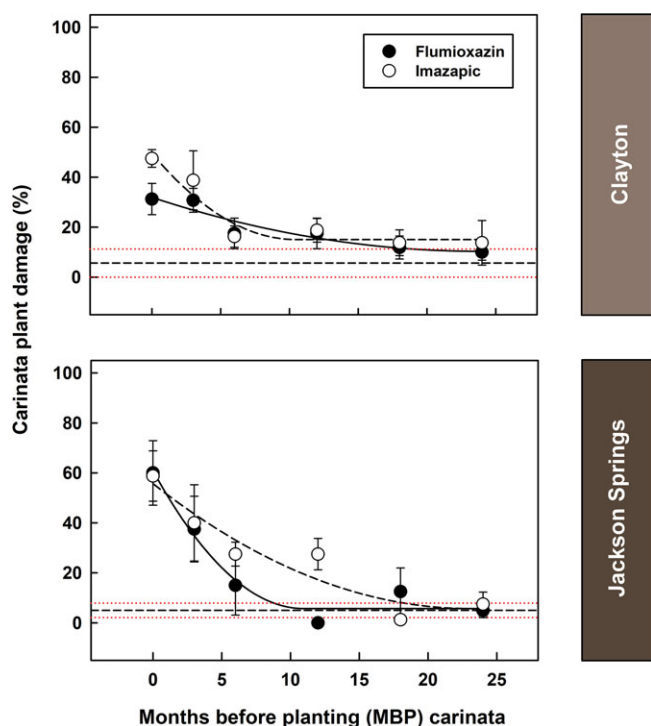 100
80
60
40
20
0
Flumioxazin
Imazapic
Clayton
Carinata plant damage (%)
100
80
60
40
20
0
Jackson Springs
0 5 10 15 20 25
Months before planting (MBP) carinata